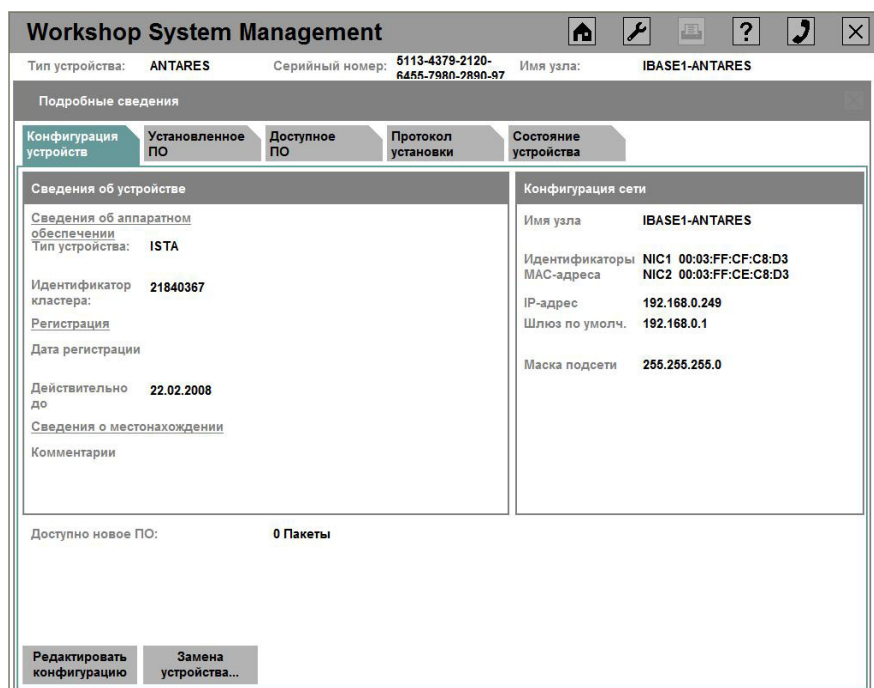 Workshop System Management
?
Тип устройства: ANTARES Серийный номер: 5113-4379-2120-
6455-7980-2890-97 Имя узла: IBASE1-ANTARES
Подробные сведения
Конфигурация
устройств
Установленное
ПО
Доступное
ПО
Протокол
установки
Состояние
устройства
Сведения об устройстве
Сведения об аппаратном
обеспечении
Тип устройства: ISTA
Идентификатор
кластера: 21840367
Регистрация
Дата регистрации
Действительно
до 22.02.2008
Сведения о местонахождении
Комментарии
Конфигурация сети
Имя узла IBASE1-ANTARES
Идентификаторы NIC1 00:03:FF:CF:C8:D3
MAC-адреса NIC2 00:03:FF:CE:C8:D3
IP-адрес 192.168.0.249
Шлюз по умолч. 192.168.0.1
Маска подсети 255.255.255.0
Доступно новое ПО: 0 Пакеты
Редактировать
конфигурацию
Замена
устройства...